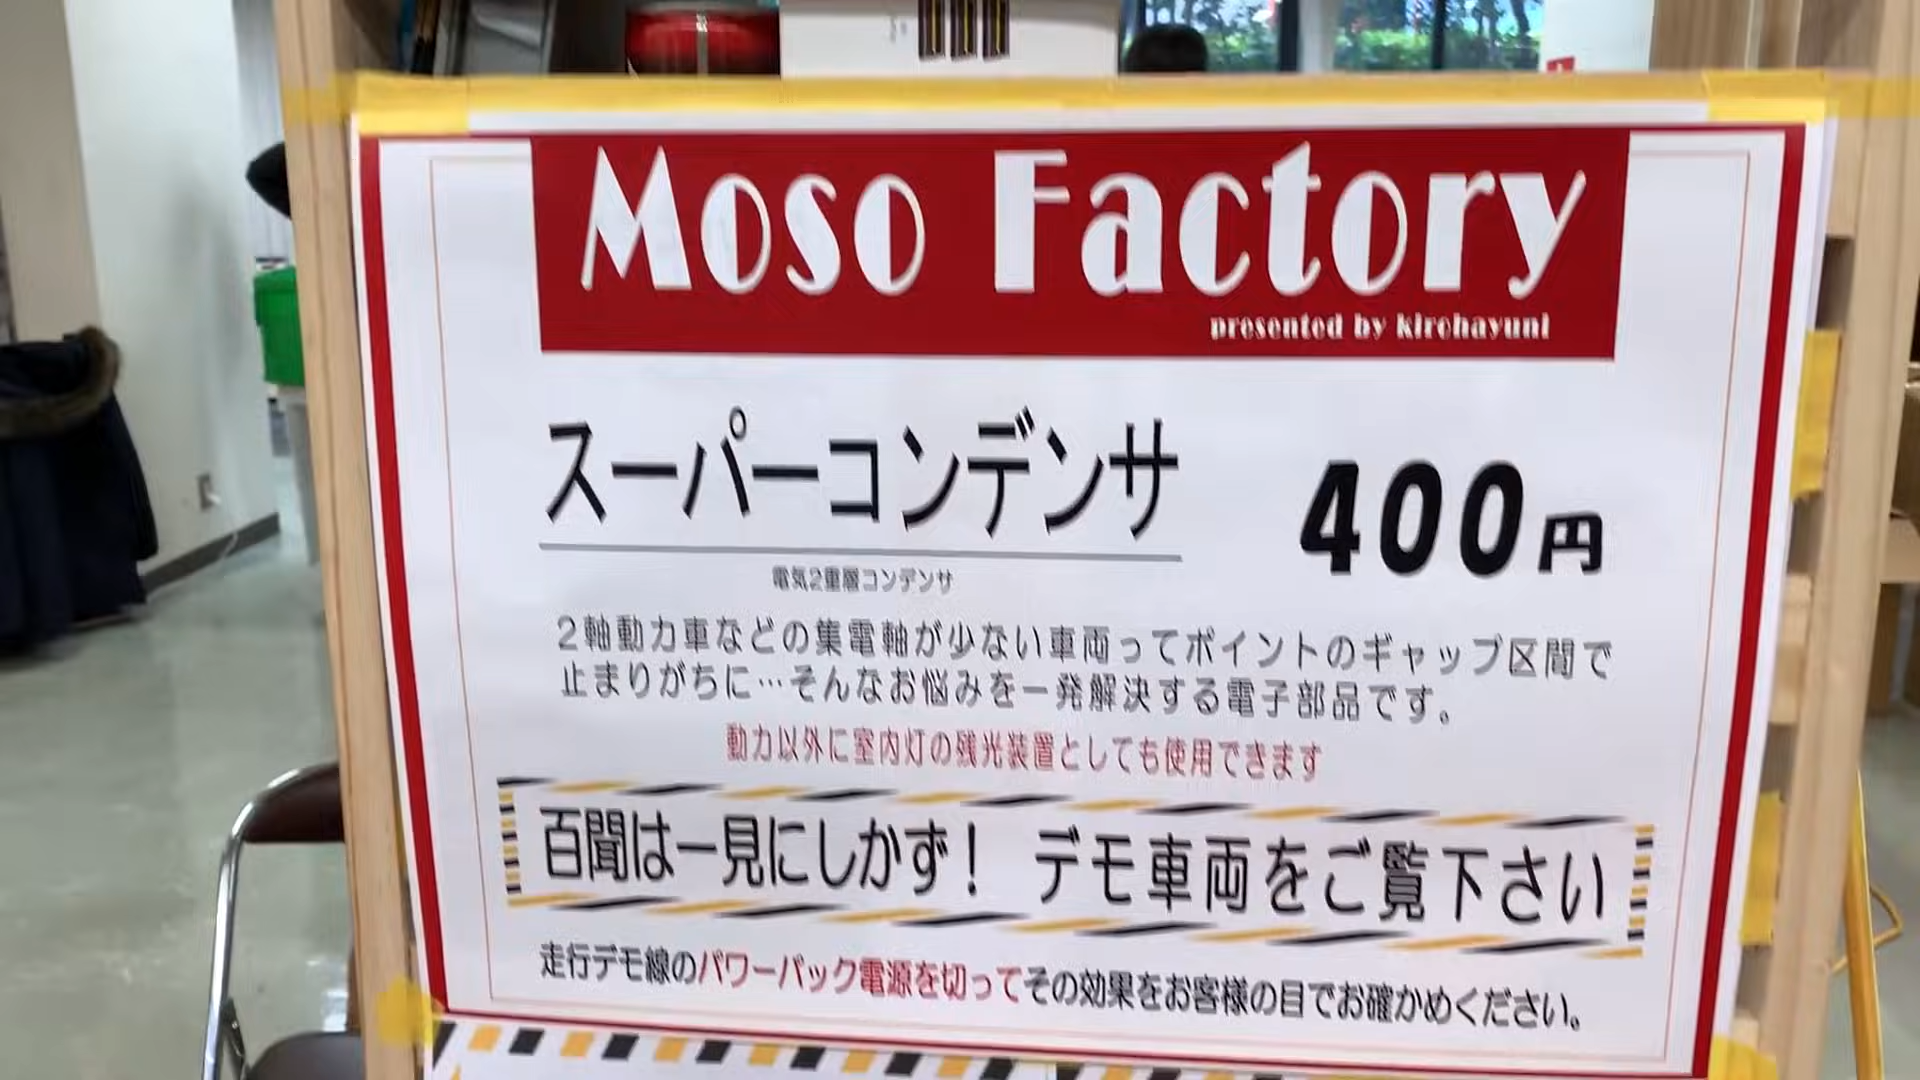 Moso Factory
presented by kirehayuni
スーパーコンデンサ 400円
電気2重層コンデンサ
2軸動力車などの集電軸が少ない車両ってポイントのギャップ区間で
止まりがちに…そんなお悩みを一発解決する電子部品です。
動力以外に室内灯の残光装置としても使用できます
百聞は一見にしかず! デモ車両をご覧下さい
走行デモ線のパワーパック電源を切ってその効果をお客様の目でお確かめください。